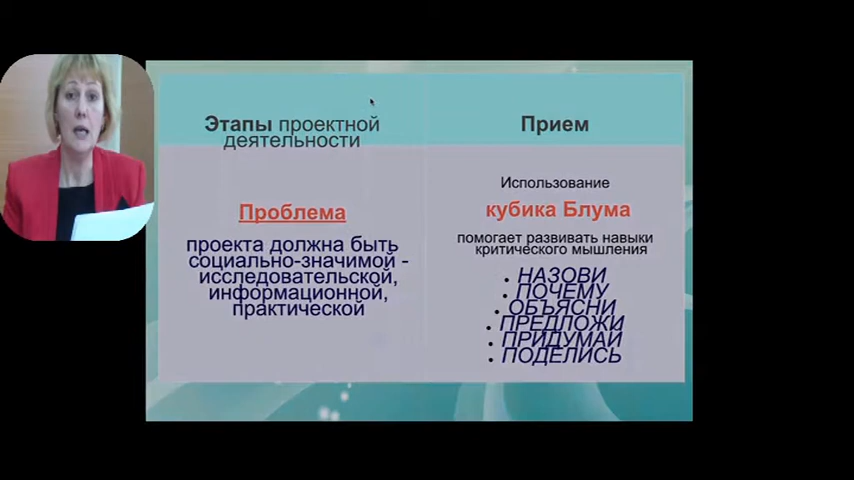 Этапы проектной
деятельности
Прием
Проблема
проекта должна быть
социально-значимой -
исследовательской,
информационной,
практической
Использование
кубика Блума
помогает развивать навыки
критического мышления
• НАЗОВИ
• ПОЧЕМУ
• ОБЪЯСНИ
• ПРЕДЛОЖИ
• ПРИДУМАЙ
• ПОДЕЛИСЬ